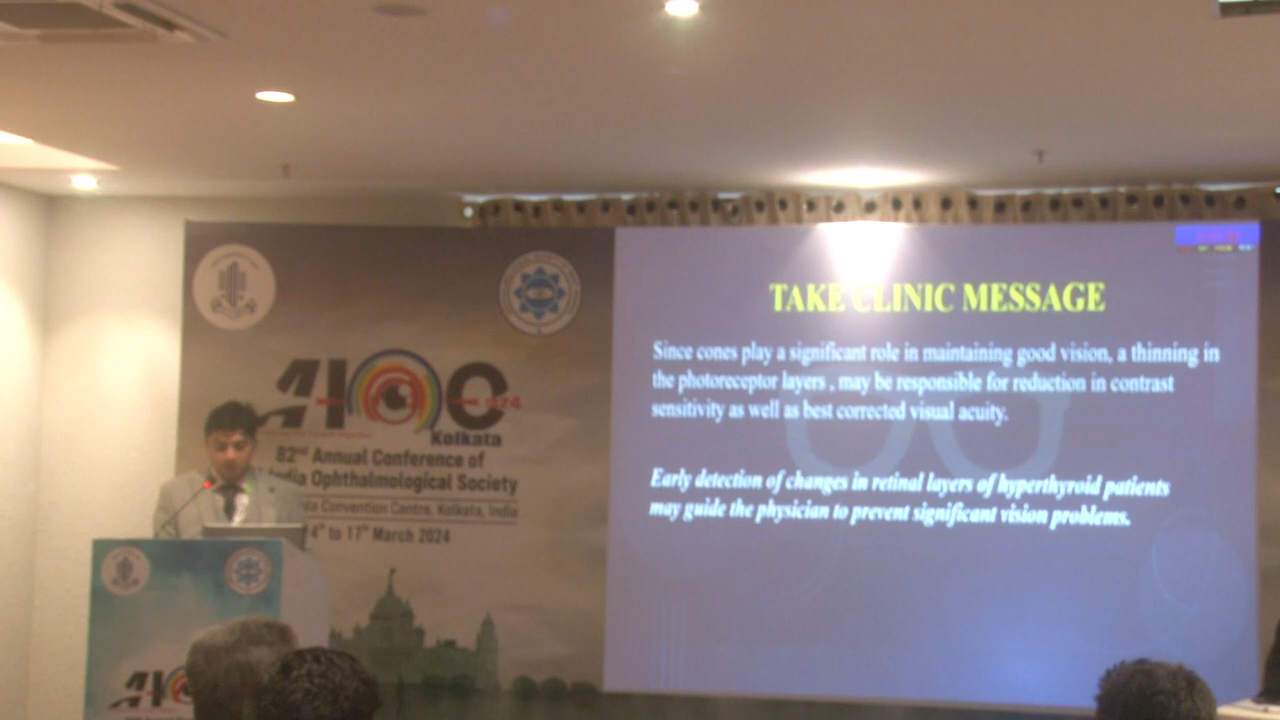 AIOC
2024
Kolkata
82nd Annual Conference of
India Ophthalmological Society
Convention Centre, Kolkata, India
4th to 17th March 2024
TAKE CLINIC MESSAGE
Since cones play a significant role in maintaining good vision, a thinning in
the photoreceptor layers , may be responsible for reduction in contrast
sensitivity as well as best corrected visual acuity.
Early detection of changes in retinal layers of hyperthyroid patients
may guide the physician to prevent significant vision problems.